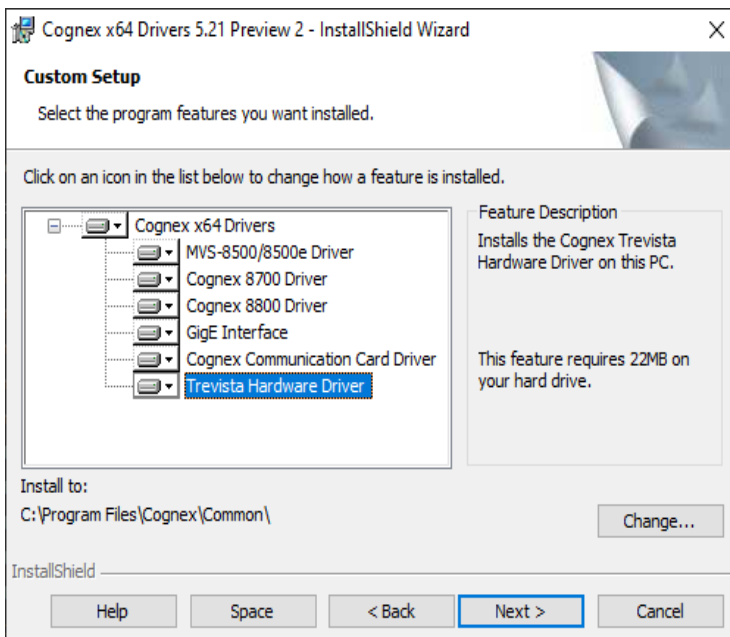 Cognex x64 Drivers 5.21 Preview 2 - InstallShield Wizard
Custom Setup
Select the program features you want installed.
Click on an icon in the list below to change how a feature is installed.
Cognex x64 Drivers
MVS-8500/8500e Driver
Cognex 8700 Driver
Cognex 8800 Driver
GigE Interface
Cognex Communication Card Driver
Trevista Hardware Driver
Feature Description
Installs the Cognex Trevista
Hardware Driver on this PC.
This feature requires 22MB on
your hard drive.
Install to:
C:\Program Files\Cognex\Common\
Change...
InstallShield
Help
Space
< Back
Next >
Cancel